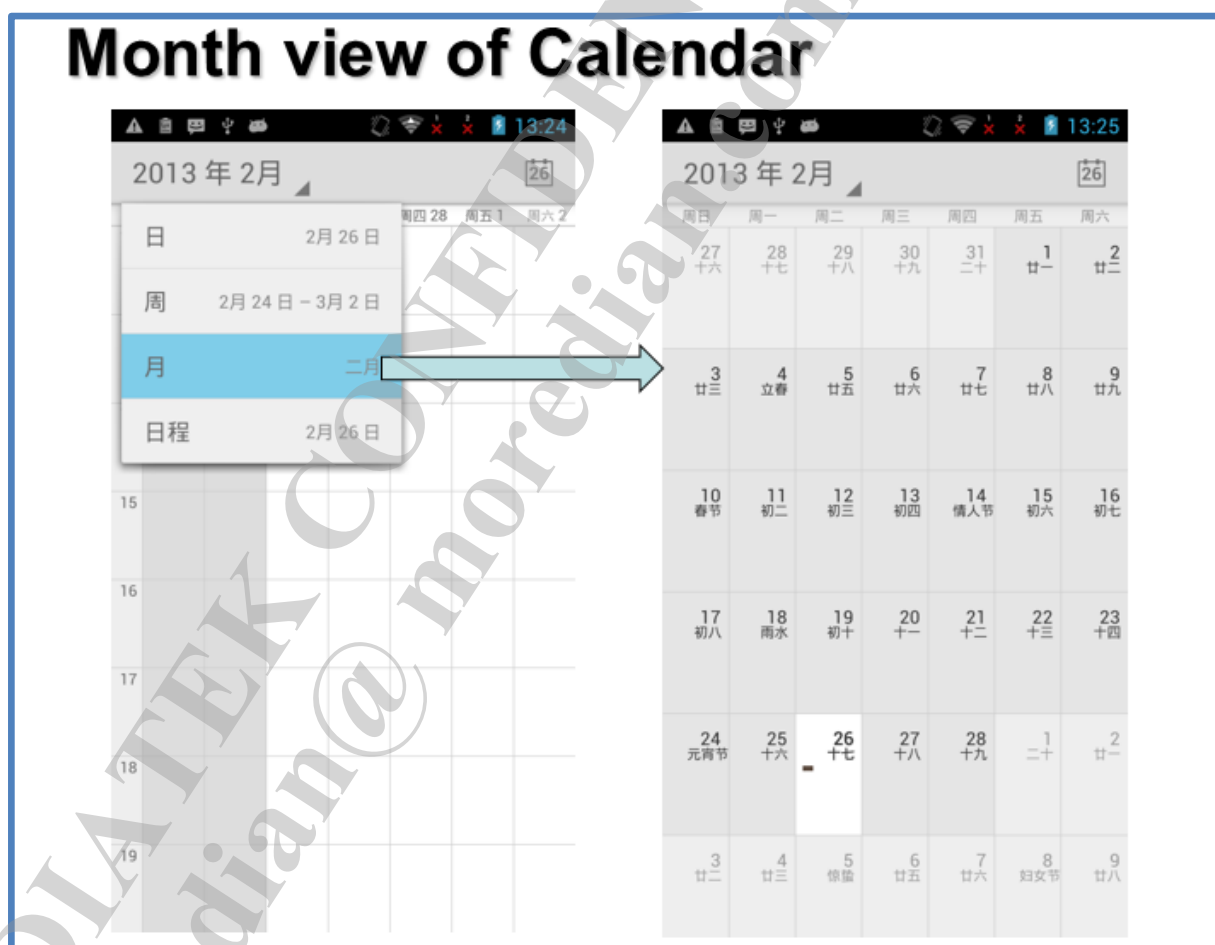 Month view of Calendar
13:24
2013 年 2月
26
周四 28 周五 1 周六 2
日 2月 26 日
周 2月 24 日 – 3月 2 日
月 二月
日程 2月 26 日
15
16
17
18
19
13:25
2013 年 2月
26
周日 周一 周二 周三 周四 周五 周六
27 28 29 30 31 1 2
十六 十七 十八 十九 二十 廿一 廿二
3 4 5 6 7 8 9
廿三 立春 廿五 廿六 廿七 廿八 廿九
10 11 12 13 14 15 16
春节 初二 初三 初四 情人节 初六 初七
17 18 19 20 21 22 23
初八 雨水 初十 十一 十二 十三 十四
24 25 26 27 28 1 2
元宵节 十六 十七 十八 十九 二十 廿一
3 4 5 6 7 8 9
廿二 廿三 惊蛰 廿五 廿六 妇女节 廿八
DIATEK CONFIDEN
dian@moredian.com